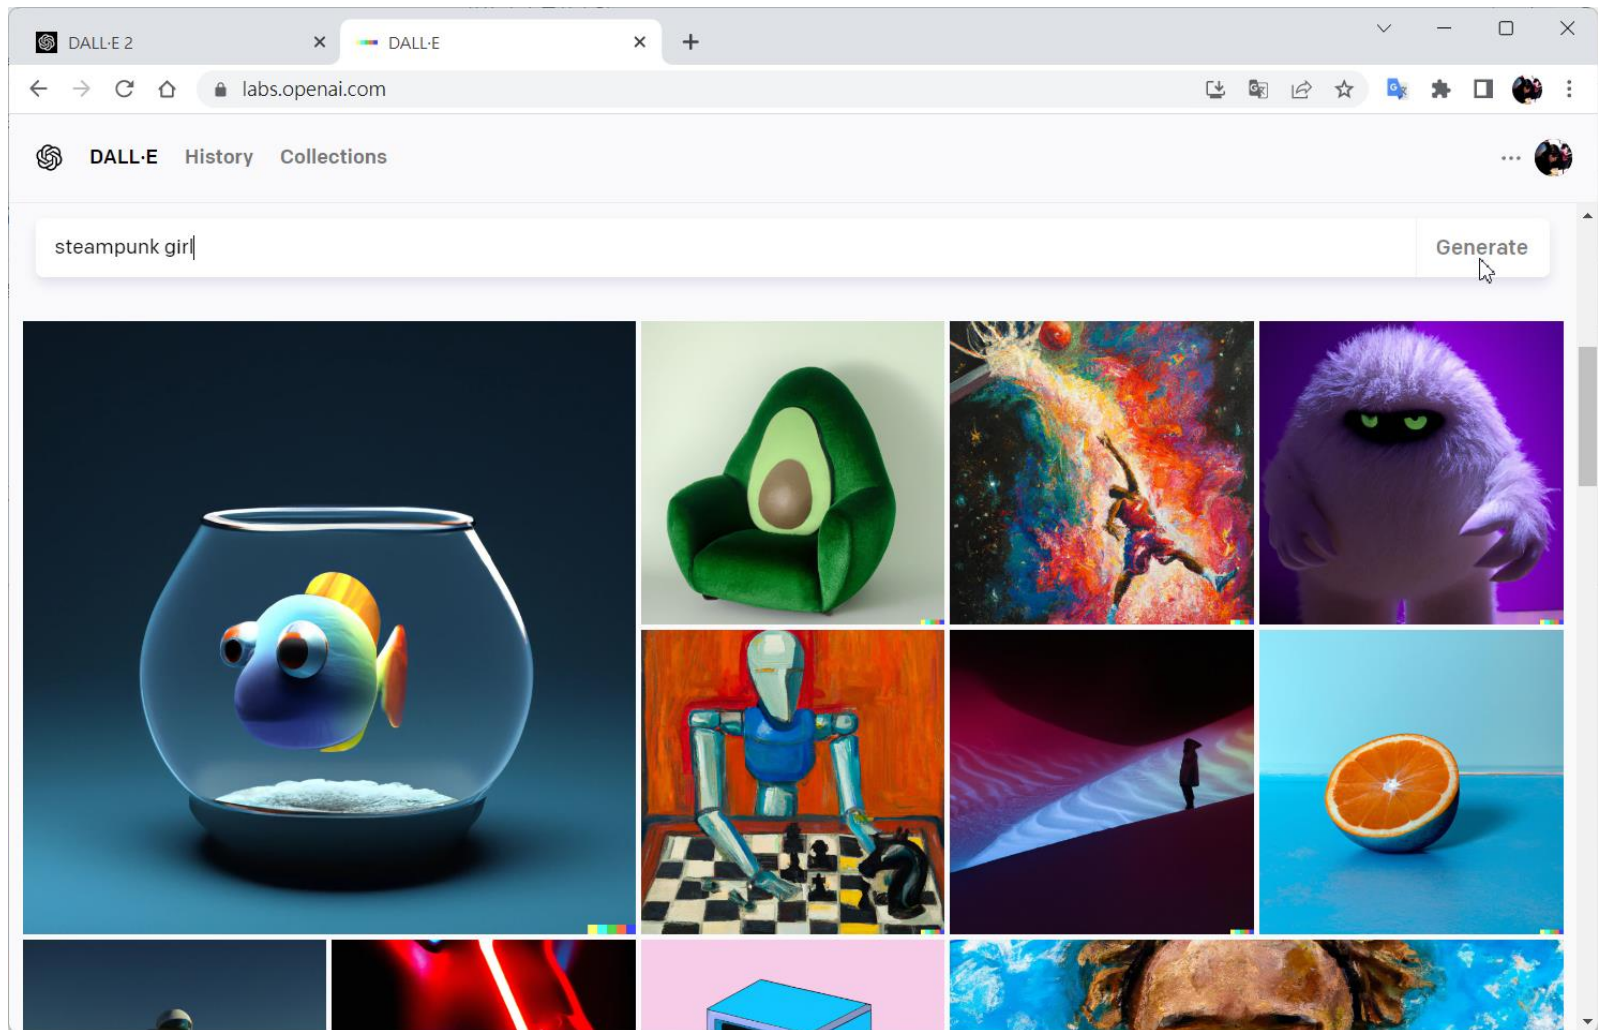 DALL·E 2
DALL·E
labs.openai.com
DALL·E History Collections
steampunk girl
Generate